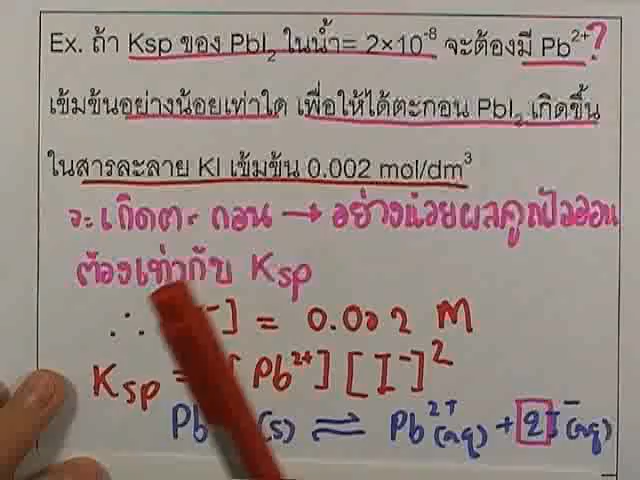 Ex. ถ้า Ksp ของ PbI₂ ในน้ำ= 2×10⁻⁸ จะต้องมี Pb²⁺?
เข้มข้นอย่างน้อยเท่าใด เพื่อให้ได้ตะกอน PbI₂ เกิดขึ้น
ในสารละลาย KI เข้มข้น 0.002 mol/dm³
จะเกิดตะกอน → อย่างน้อยผลคูณไอออน
ต้องเท่ากับ Ksp
∴ ⁻] = 0.002 M
Ksp = [Pb²⁺][I⁻]²
Pb (s) ⇌ Pb²⁺(aq) + 2I⁻(aq)